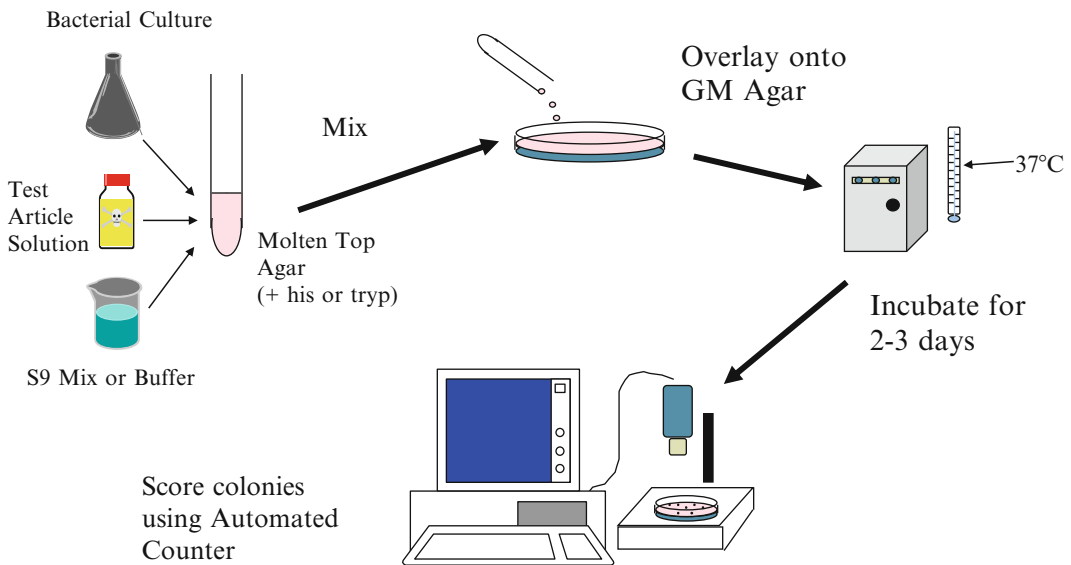 Bacterial Culture
Test
Article
Solution
S9 Mix or Buffer
Molten Top
Agar
(+ his or tryp)
Mix
Overlay onto
GM Agar
37°C
Incubate for
2-3 days
Score colonies
using Automated
Counter